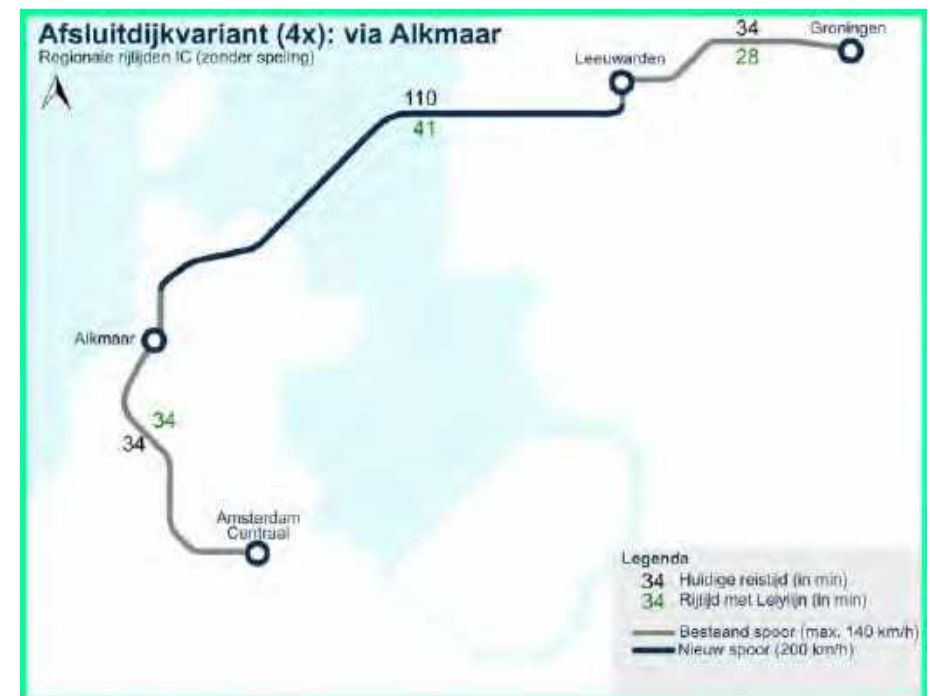 Afsluitdijkvariant (4x): via Alkmaar
Regionale rijtijden IC (zonder speling)
34
Groningen
28
Leeuwarden
110
41
Alkmaar
34
34
Amsterdam
Centraal
Legenda
34 Huidige reistijd (in min)
34 Rijtijd met Lelylijn (in min)
Bestaand spoor (max. 140 km/h)
Nieuw spoor (200 km/h)